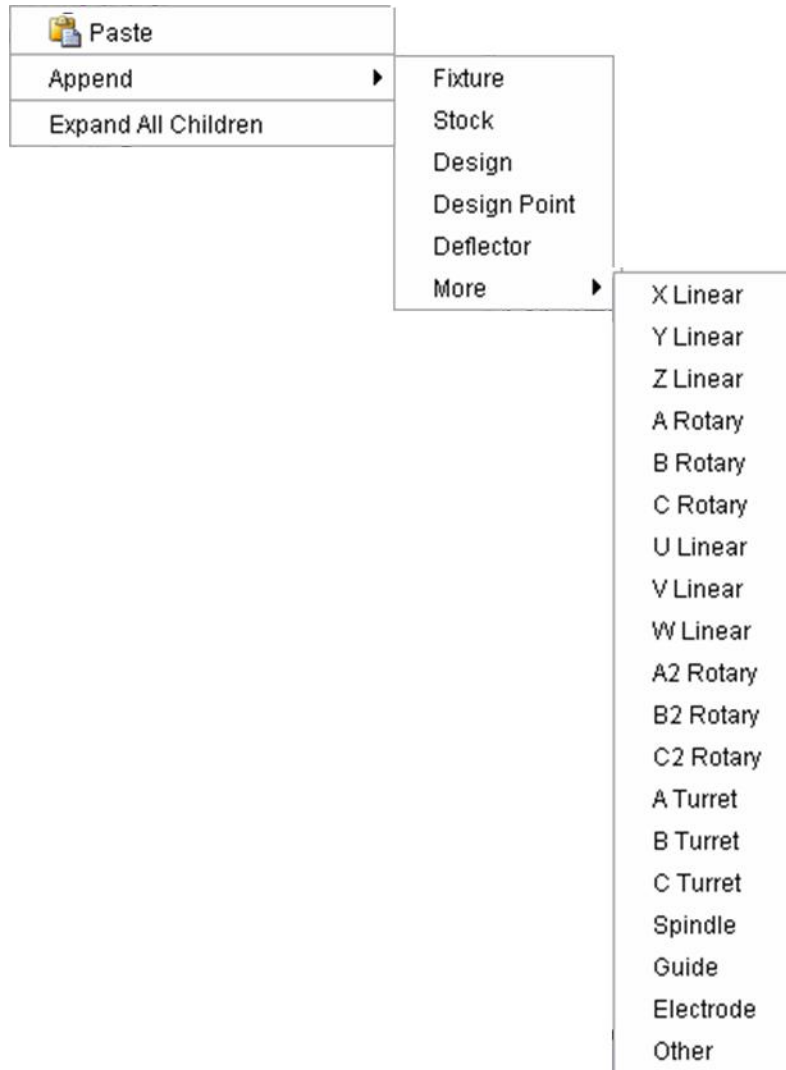 Paste
Append
Expand All Children
Fixture
Stock
Design
Design Point
Deflector
More
X Linear
Y Linear
Z Linear
A Rotary
B Rotary
C Rotary
U Linear
V Linear
W Linear
A2 Rotary
B2 Rotary
C2 Rotary
A Turret
B Turret
C Turret
Spindle
Guide
Electrode
Other